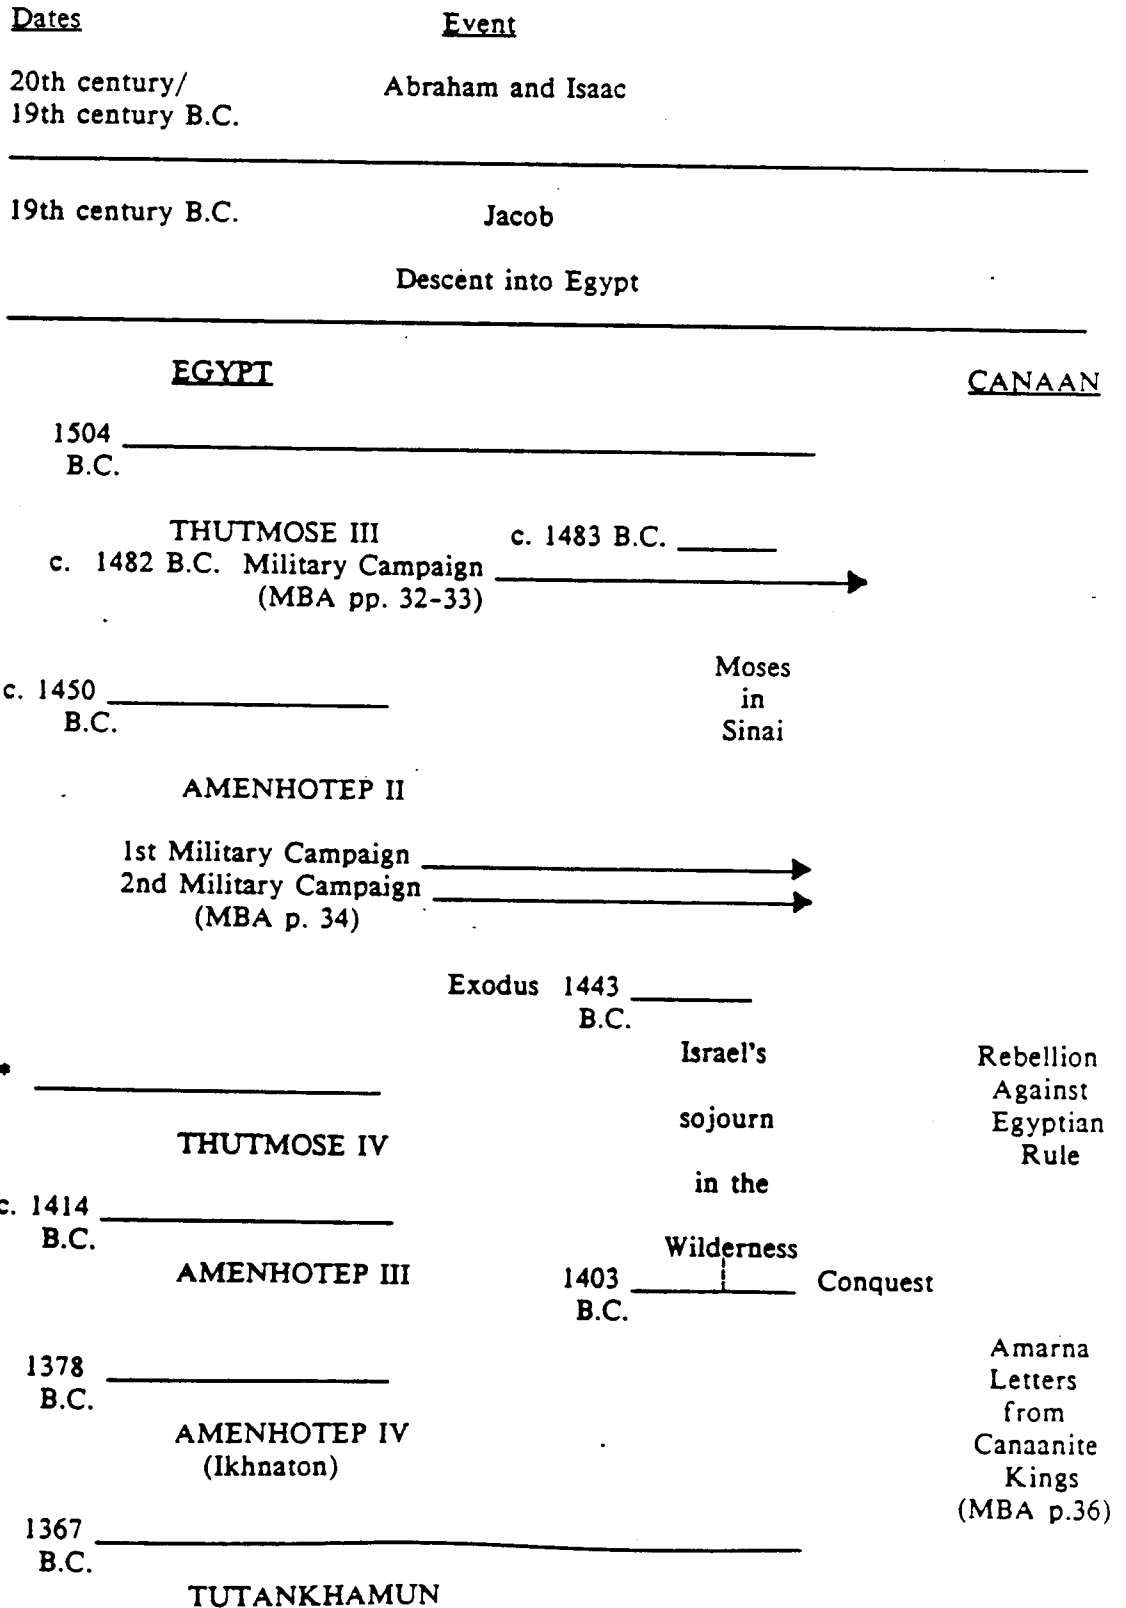 Dates Event
20th century/ Abraham and Isaac
19th century B.C.
19th century B.C. Jacob
Descent into Egypt
EGYPT CANAAN
1504
B.C.
THUTMOSE III c. 1483 B.C.
c. 1482 B.C. Military Campaign
(MBA pp. 32-33)
Moses
in
Sinai
c. 1450
B.C.
AMENHOTEP II
1st Military Campaign
2nd Military Campaign
(MBA p. 34)
Exodus 1443
B.C.
Israel's
sojourn
in the
Wilderness
Rebellion
Against
Egyptian
Rule
*
THUTMOSE IV
c. 1414
B.C.
AMENHOTEP III
1403 Conquest
B.C.
1378
B.C.
AMENHOTEP IV
(Ikhnaton)
Amarna
Letters
from
Canaanite
Kings
(MBA p.36)
1367
B.C.
TUTANKHAMUN